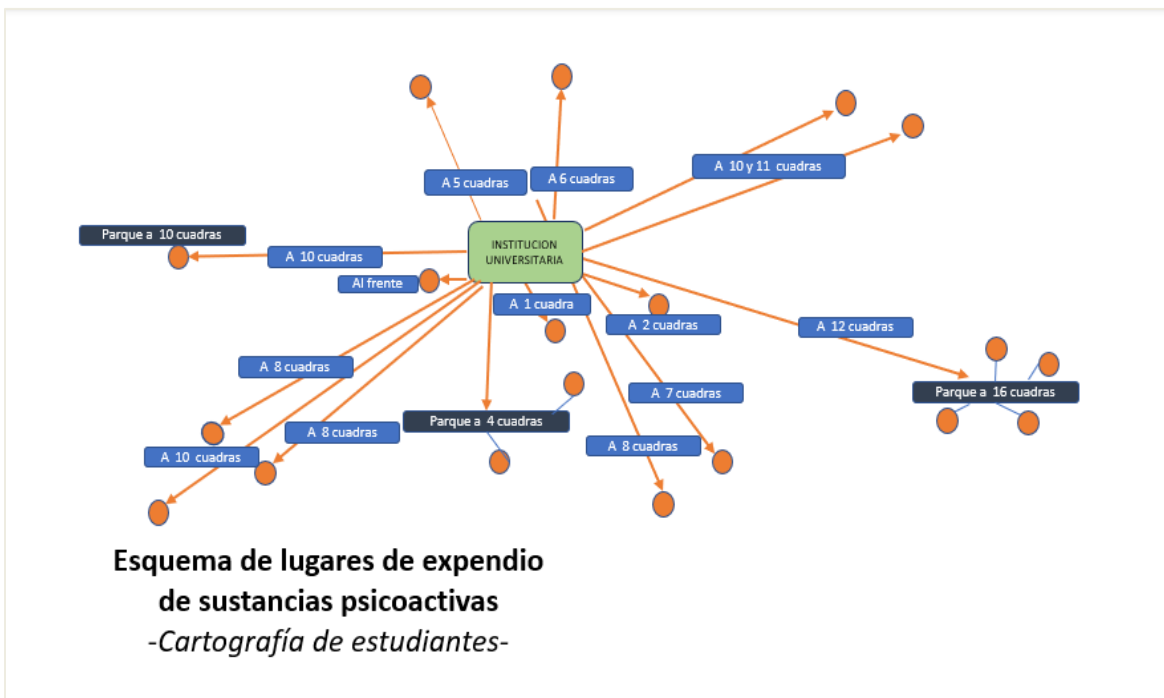 A 5 cuadras
A 6 cuadras
A 10 y 11 cuadras
Parque a 10 cuadras
A 10 cuadras
INSTITUCION
UNIVERSITARIA
Al frente
A 1 cuadra
A 2 cuadras
A 12 cuadras
A 8 cuadras
A 7 cuadras
Parque a 16 cuadras
Parque a 4 cuadras
A 8 cuadras
A 8 cuadras
A 10 cuadras
Esquema de lugares de expendio
de sustancias psicoactivas
-Cartografía de estudiantes-